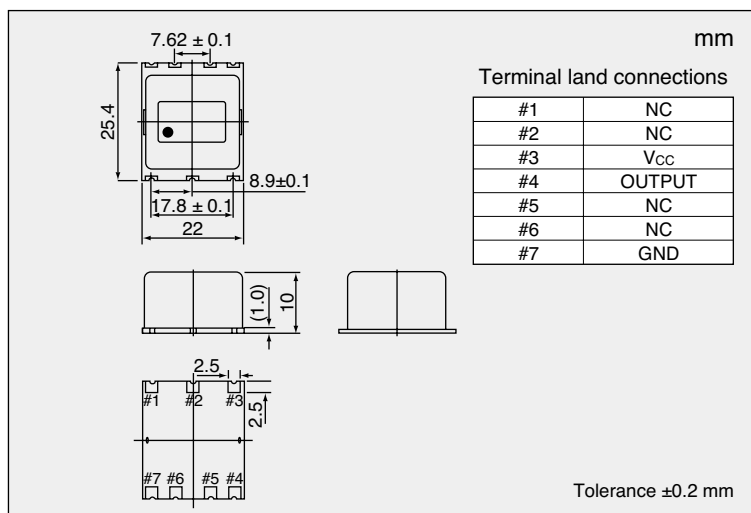 mm
7.62 ± 0.1
25.4
8.9±0.1
17.8 ± 0.1
22
Terminal land connections
#1 NC
#2 NC
#3 VCC
#4 OUTPUT
#5 NC
#6 NC
#7 GND
(1.0)
10
2.5
2.5
#1 #2 #3
#7 #6 #5 #4
Tolerance ±0.2 mm